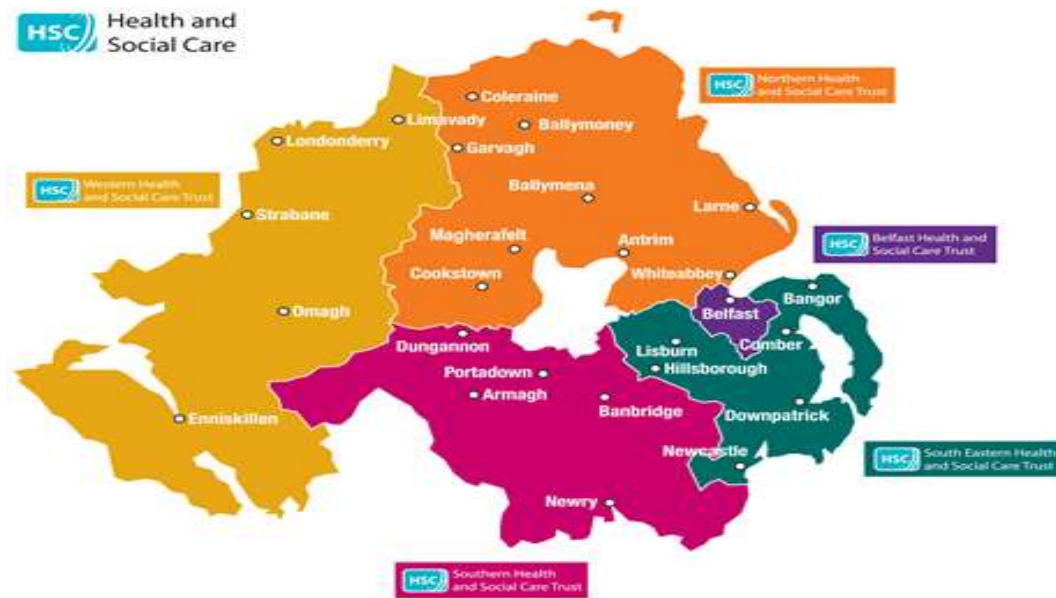 HSC Health and
Social Care
HSC Northern Health
and Social Care Trust
Coleraine
Limavady
Ballymoney
Londonderry
Garvagh
HSC Western Health
and Social Care Trust
Ballymena
Larne
Strabane
HSC Belfast Health and
Social Care Trust
Magherafelt
Antrim
Cookstown
Whiteabbey
Bangor
Omagh
Belfast
Dungannon
Comber
Lisburn
Hillsborough
Portadown
Armagh
Banbridge
Downpatrick
Enniskillen
Newcastle
HSC South Eastern Health
and Social Care Trust
Newry
HSC Southern Health
and Social Care Trust